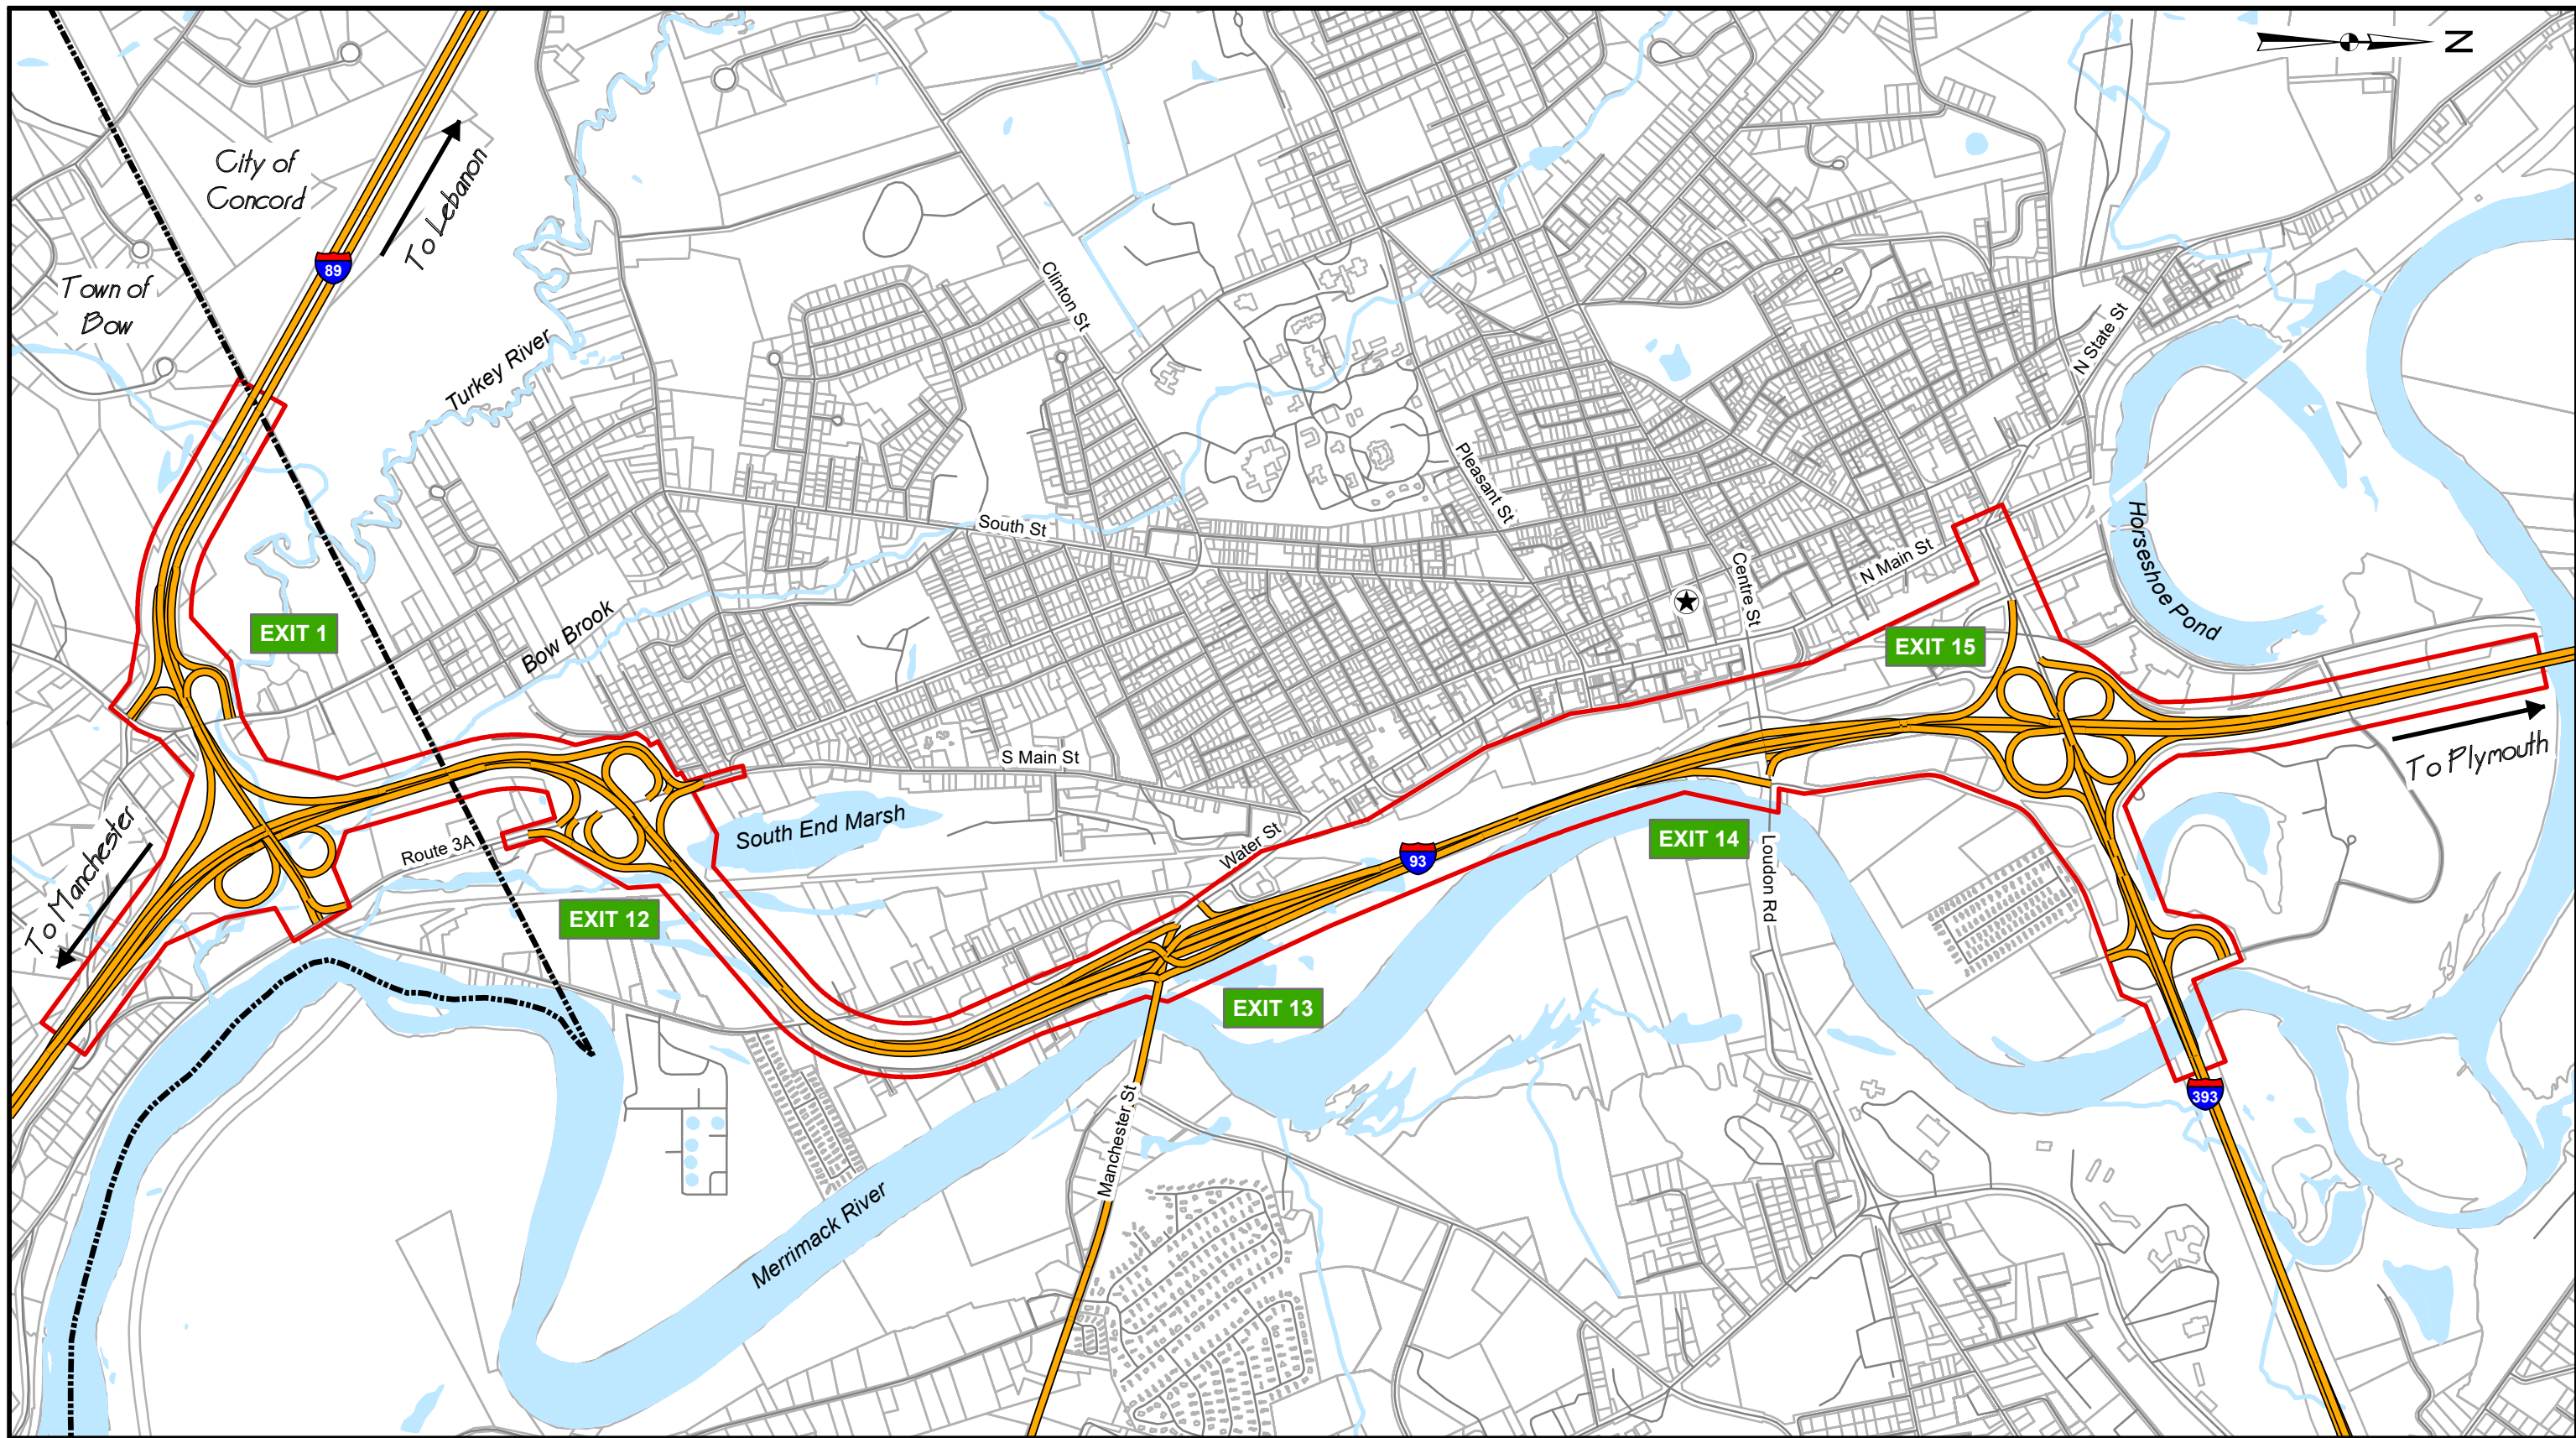 N
City of
Concord
To Lebanon
89
Town of
Bow
Clinton St
N State St
Turkey River
Pleasant St
South St
Horseshoe Pond
Centre St
N Main St
EXIT 1
Bow Brook
EXIT 15
S Main St
To Plymouth
South End Marsh
To Manchester
Route 3A
Water St
93
EXIT 14
Loudon Rd
EXIT 12
EXIT 13
393
Manchester St
Merrimack River